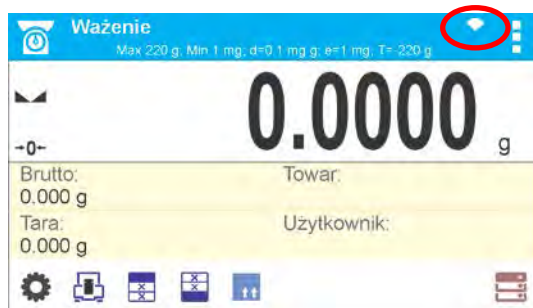 Ważenie
Max 220 g; Min 1 mg; d=0.1 mg g; e=1 mg; T=-220 g
0.0000 g
→0←
Brutto: Towar:
0.000 g
Tara: Użytkownik:
0.000 g